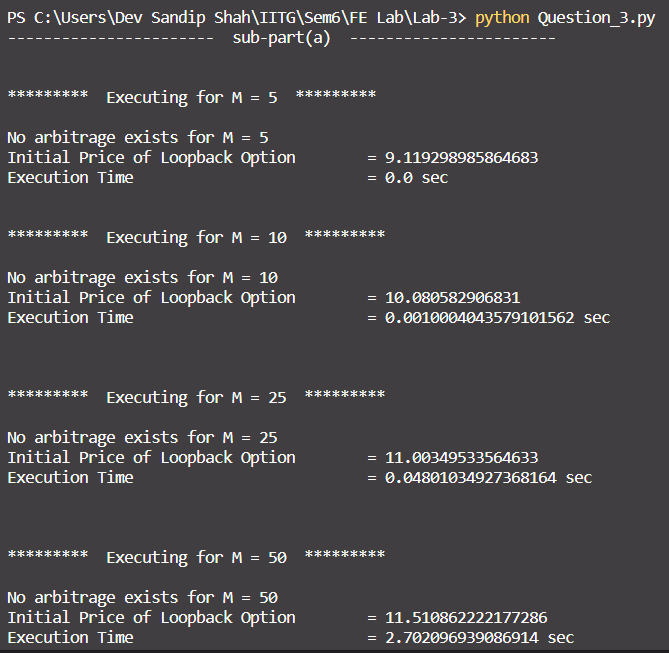 PS C:\Users\Dev Sandip Shah\IITG\Sem6\FE Lab\Lab-3> python Question_3.py
----------------------- sub-part(a) -----------------------
********* Executing for M = 5 *********
No arbitrage exists for M = 5
Initial Price of Loopback Option = 9.119298985864683
Execution Time = 0.0 sec
********* Executing for M = 10 *********
No arbitrage exists for M = 10
Initial Price of Loopback Option = 10.080582906831
Execution Time = 0.0010004043579101562 sec
********* Executing for M = 25 *********
No arbitrage exists for M = 25
Initial Price of Loopback Option = 11.00349533564633
Execution Time = 0.04801034927368164 sec
********* Executing for M = 50 *********
No arbitrage exists for M = 50
Initial Price of Loopback Option = 11.510862222177286
Execution Time = 2.702096939086914 sec